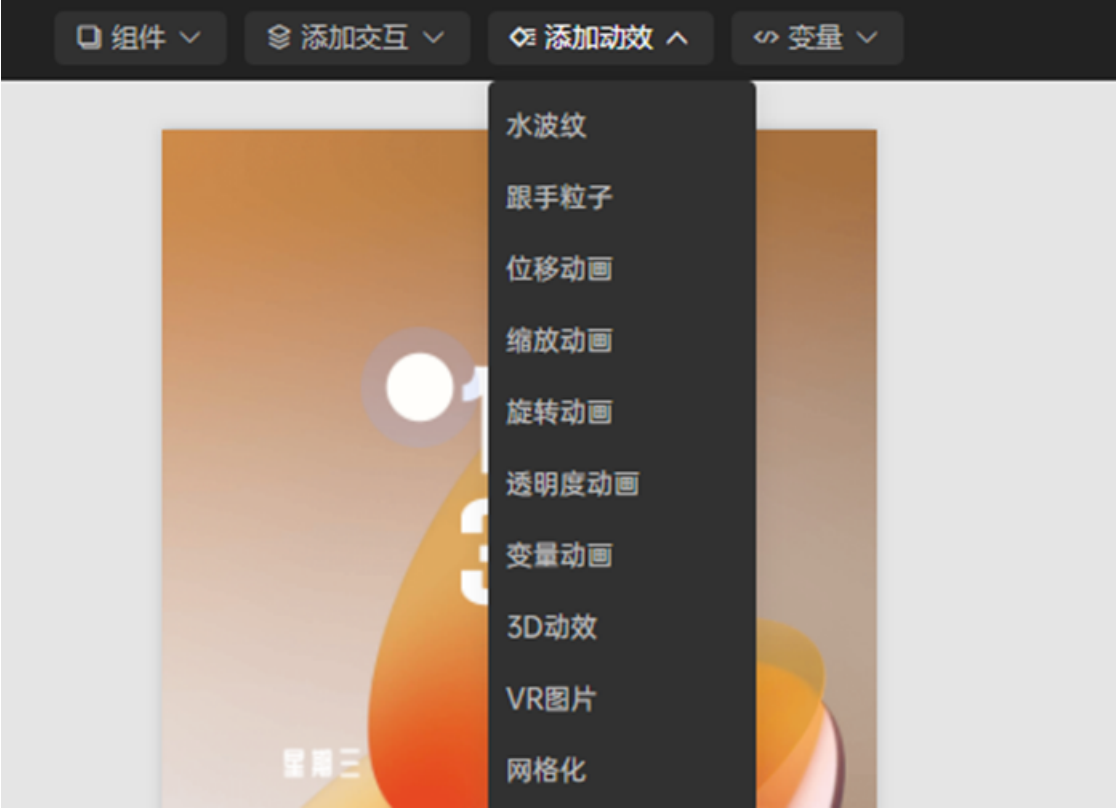 组件
添加交互
添加动效
变量
水波纹
跟手粒子
位移动画
缩放动画
旋转动画
透明度动画
变量动画
3D动效
VR图片
网格化
1
3
星期三